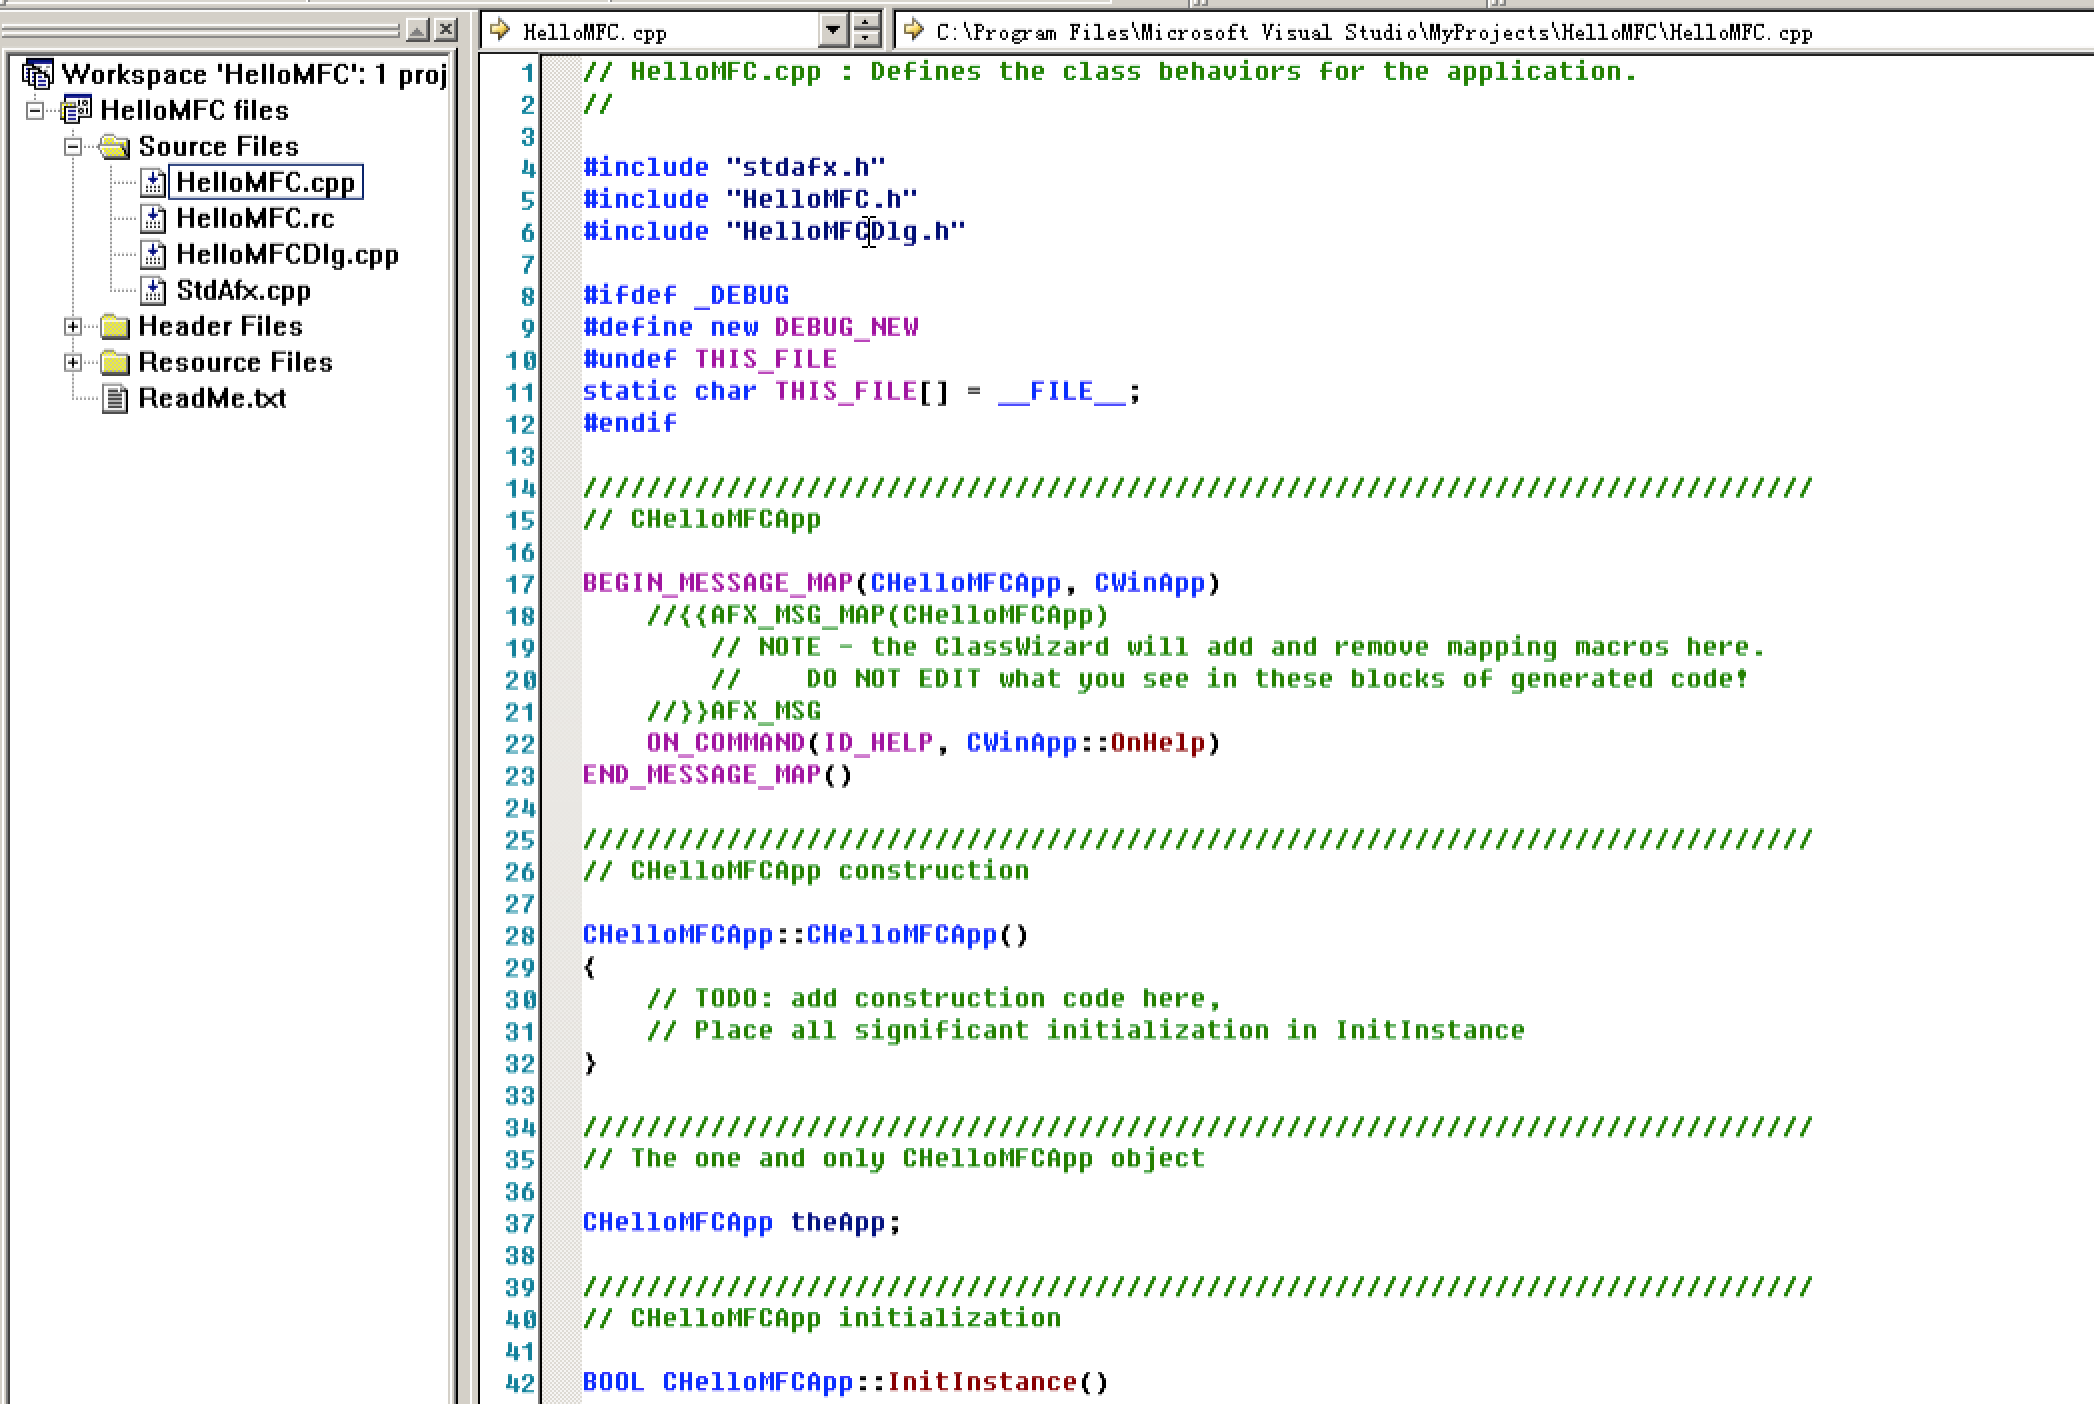 HelloMFC.cpp
C:\Program Files\Microsoft Visual Studio\MyProjects\HelloMFC\HelloMFC.cpp
Workspace 'HelloMFC': 1 proj
HelloMFC files
Source Files
HelloMFC.cpp
HelloMFC.rc
HelloMFCDlg.cpp
StdAfx.cpp
Header Files
Resource Files
ReadMe.txt
1 // HelloMFC.cpp : Defines the class behaviors for the application.
2 //
3
4 #include "stdafx.h"
5 #include "HelloMFC.h"
6 #include "HelloMFCDlg.h"
7
8 #ifdef _DEBUG
9 #define new DEBUG_NEW
10 #undef THIS_FILE
11 static char THIS_FILE[] = __FILE__;
12 #endif
13
14 /////////////////////////////////////////////////////////////////////////////
15 // CHelloMFCApp
16
17 BEGIN_MESSAGE_MAP(CHelloMFCApp, CWinApp)
18     //{{AFX_MSG_MAP(CHelloMFCApp)
19         // NOTE - the ClassWizard will add and remove mapping macros here.
20         //    DO NOT EDIT what you see in these blocks of generated code!
21     //}}AFX_MSG
22     ON_COMMAND(ID_HELP, CWinApp::OnHelp)
23 END_MESSAGE_MAP()
24
25 /////////////////////////////////////////////////////////////////////////////
26 // CHelloMFCApp construction
27
28 CHelloMFCApp::CHelloMFCApp()
29 {
30     // TODO: add construction code here,
31     // Place all significant initialization in InitInstance
32 }
33
34 /////////////////////////////////////////////////////////////////////////////
35 // The one and only CHelloMFCApp object
36
37 CHelloMFCApp theApp;
38
39 /////////////////////////////////////////////////////////////////////////////
40 // CHelloMFCApp initialization
41
42 BOOL CHelloMFCApp::InitInstance()